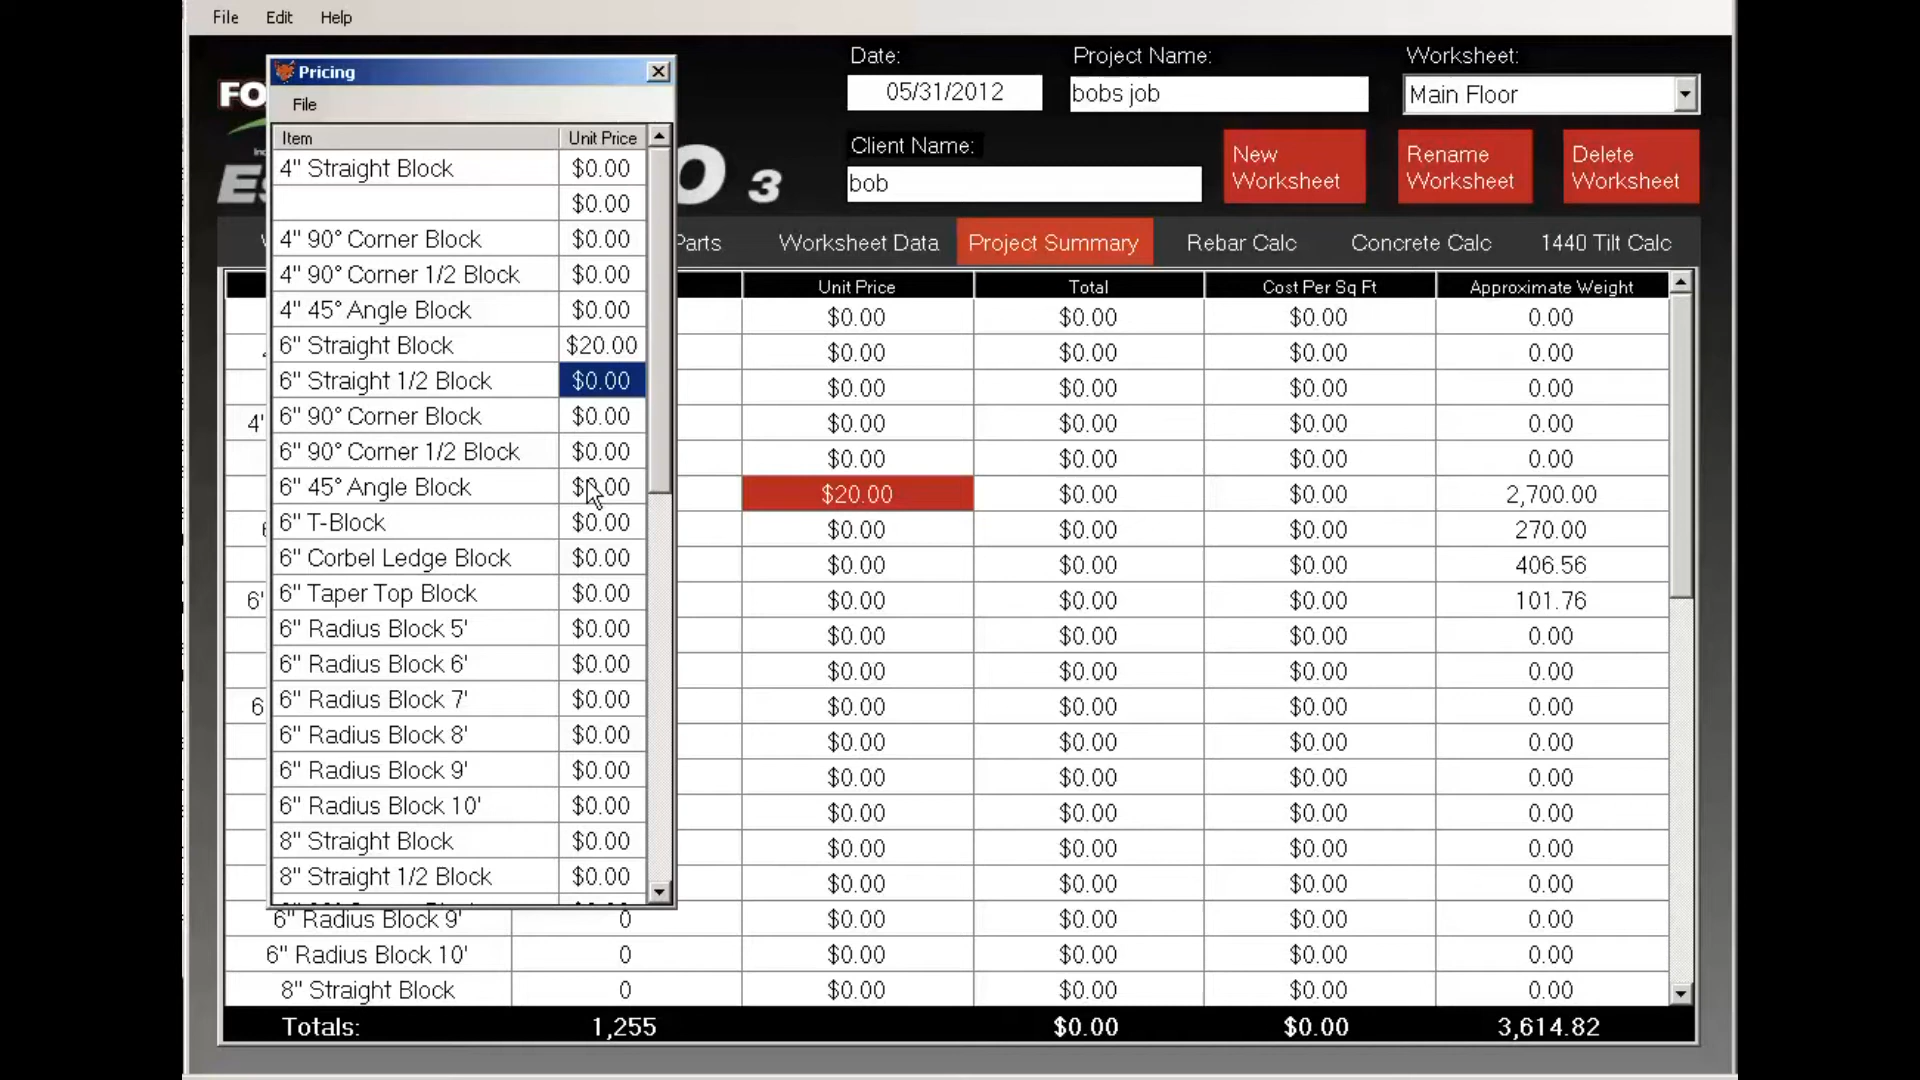 File Edit Help
Pricing
File
Item Unit Price
4" Straight Block $0.00
$0.00
4" 90° Corner Block $0.00
4" 90° Corner 1/2 Block $0.00
4" 45° Angle Block $0.00
6" Straight Block $20.00
6" Straight 1/2 Block $0.00
6" 90° Corner Block $0.00
6" 90° Corner 1/2 Block $0.00
6" 45° Angle Block $0.00
6" T-Block $0.00
6" Corbel Ledge Block $0.00
6" Taper Top Block $0.00
6" Radius Block 5' $0.00
6" Radius Block 6' $0.00
6" Radius Block 7' $0.00
6" Radius Block 8' $0.00
6" Radius Block 9' $0.00
6" Radius Block 10' $0.00
8" Straight Block $0.00
8" Straight 1/2 Block $0.00
FO
O 3
Date: Project Name: Worksheet:
05/31/2012 bobs job Main Floor
Client Name:
bob
New Worksheet Rename Worksheet Delete Worksheet
Parts Worksheet Data Project Summary Rebar Calc Concrete Calc 1440 Tilt Calc
Unit Price Total Cost Per Sq Ft Approximate Weight
$0.00 $0.00 $0.00 0.00
$0.00 $0.00 $0.00 0.00
$0.00 $0.00 $0.00 0.00
4' $0.00 $0.00 $0.00 0.00
$0.00 $0.00 $0.00 0.00
$20.00 $0.00 $0.00 2,700.00
$0.00 $0.00 $0.00 270.00
$0.00 $0.00 $0.00 406.56
6' $0.00 $0.00 $0.00 101.76
$0.00 $0.00 $0.00 0.00
$0.00 $0.00 $0.00 0.00
6 $0.00 $0.00 $0.00 0.00
$0.00 $0.00 $0.00 0.00
$0.00 $0.00 $0.00 0.00
$0.00 $0.00 $0.00 0.00
$0.00 $0.00 $0.00 0.00
$0.00 $0.00 $0.00 0.00
6" Radius Block 9' 0 $0.00 $0.00 $0.00 0.00
6" Radius Block 10' 0 $0.00 $0.00 $0.00 0.00
8" Straight Block 0 $0.00 $0.00 $0.00 0.00
Totals: 1,255 $0.00 $0.00 3,614.82